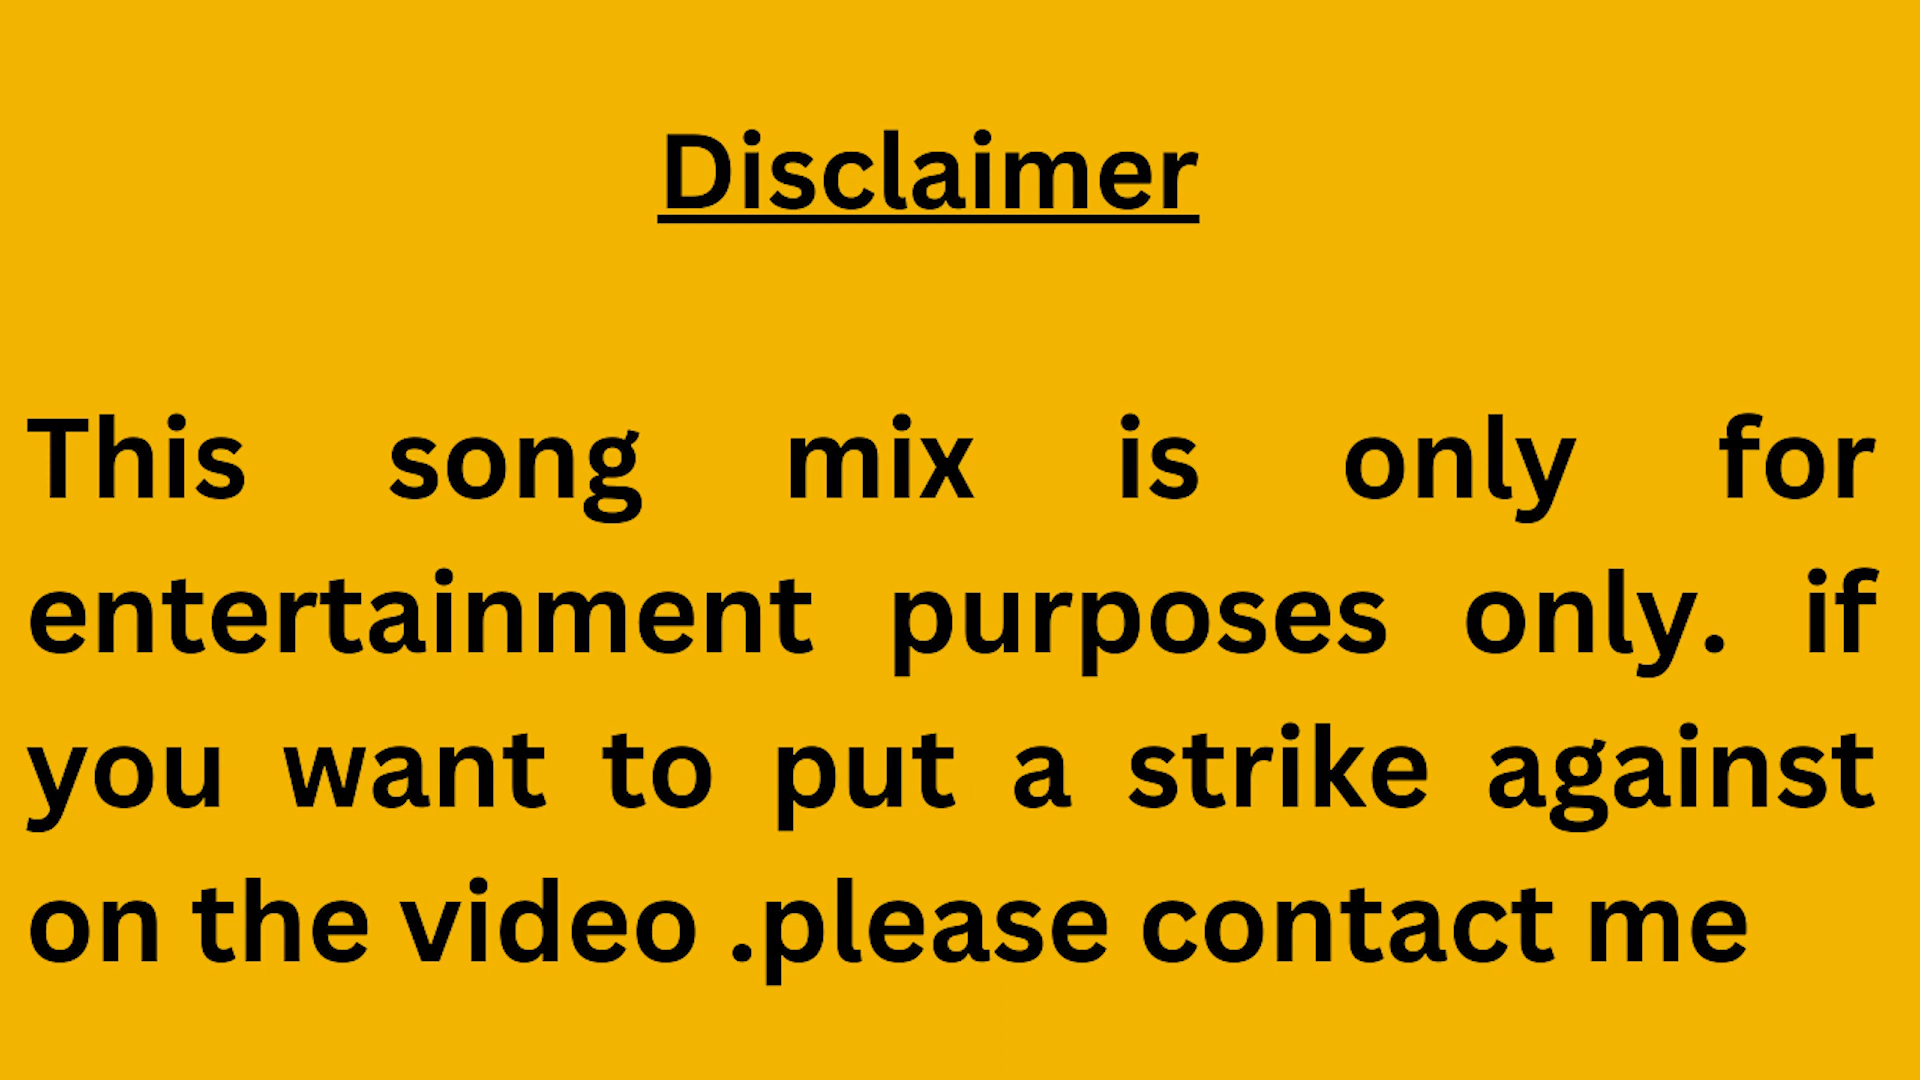 Disclaimer
This song mix is only for
entertainment purposes only. if
you want to put a strike against
on the video .please contact me